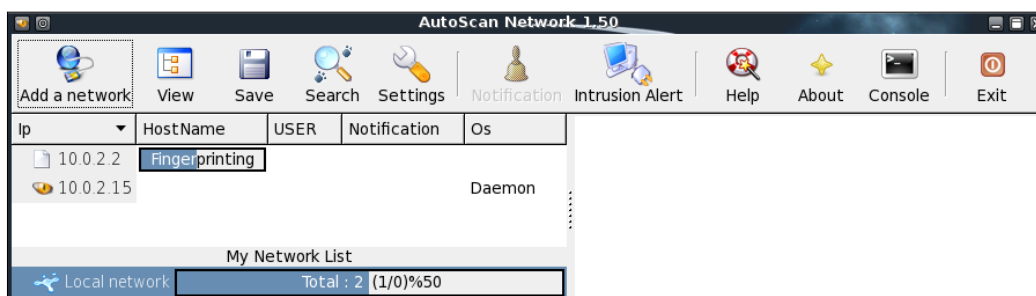 AutoScan Network 1,50
Add a network View Save Search Settings Notification Intrusion Alert Help About Console Exit
Ip HostName USER Notification Os
10.0.2.2 Fingerprinting
10.0.2.15 Daemon
My Network List
Local network Total : 2 (1/0)%50